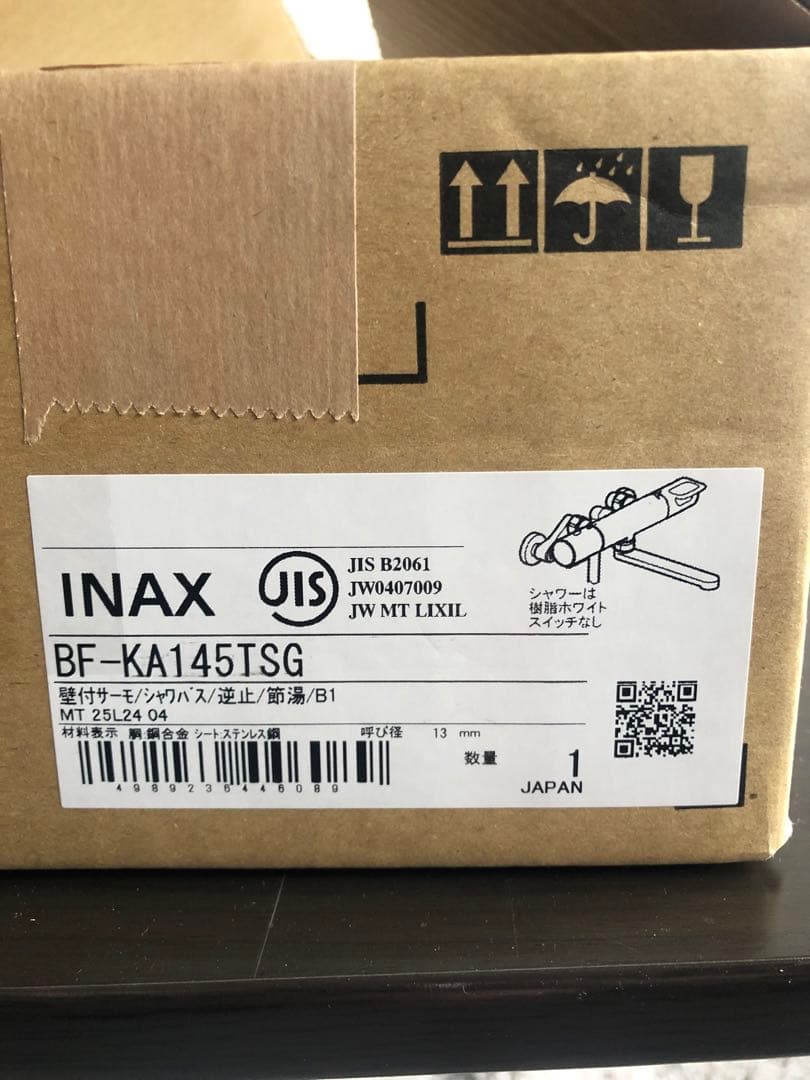 INAX
JIS
JIS B2061
JW0407009
JW MT LIXIL
シャワーは
樹脂ホワイト
スイッチなし
BF-KA145TSG
壁付サーモ/シャワバス/逆止/節湯/B1
MT 25L24 04
材料表示 胴:銅合金 シート:ステンレス鋼 呼び径 13 mm
数量 1
4989236446089
JAPAN